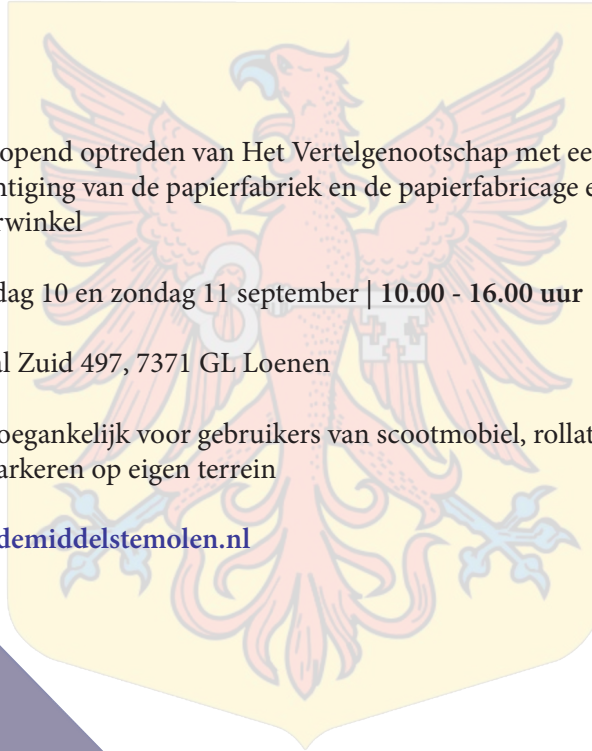 opend optreden van Het Vertelgenootschap met ee
ntiging van de papierfabriek en de papierfabricage e
rwinkel
dag 10 en zondag 11 september | 10.00 - 16.00 uur
al Zuid 497, 7371 GL Loenen
oegankelijk voor gebruikers van scootmobiel, rollat
arkeren op eigen terrein
demiddelstemolen.nl